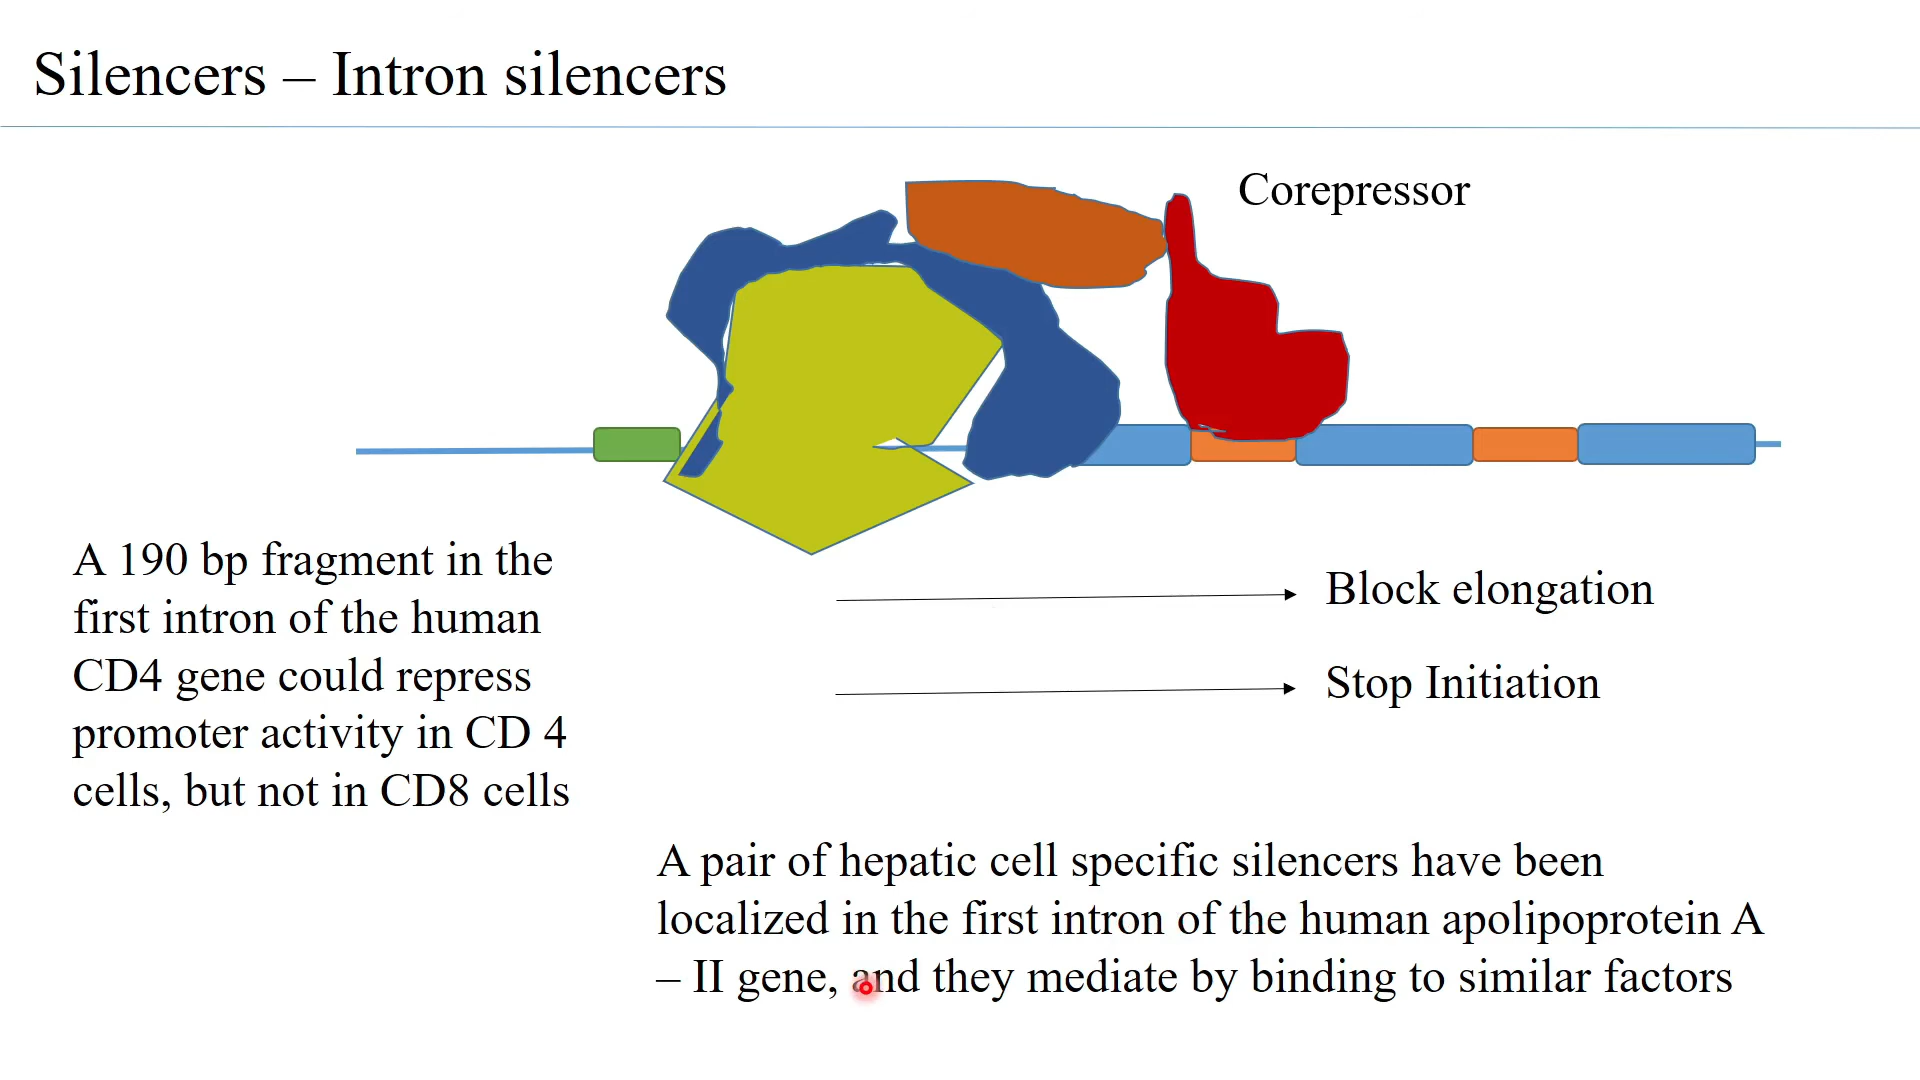 Silencers – Intron silencers
Corepressor
A 190 bp fragment in the
first intron of the human
CD4 gene could repress
promoter activity in CD 4
cells, but not in CD8 cells
Block elongation
Stop Initiation
A pair of hepatic cell specific silencers have been
localized in the first intron of the human apolipoprotein A
– II gene, and they mediate by binding to similar factors